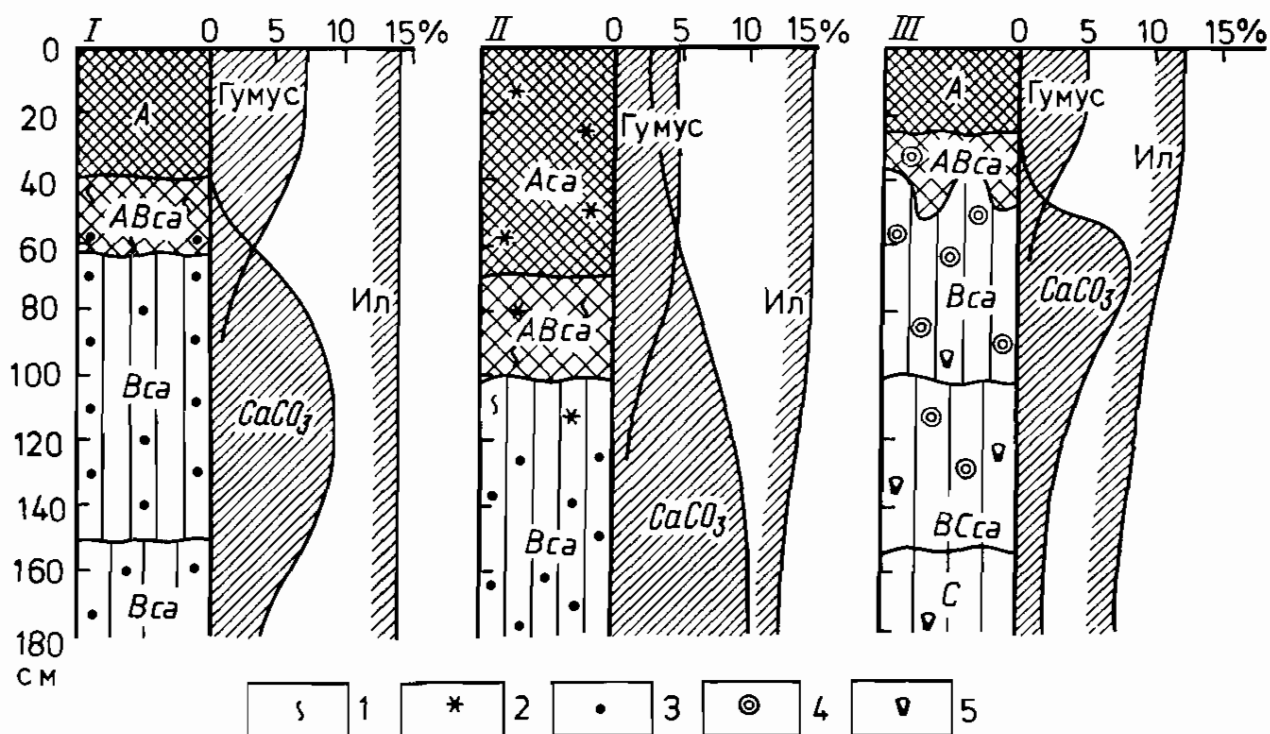 I 0 5 10 15%
II 0 5 10 15%
III 0 5 10 15%
0
20
40
60
80
100
120
140
160
180
см
A
ABca
Bca
Bca
Гумус
CaCO3
Ил
Aca
ABca
Bca
Гумус
CaCO3
Ил
A
ABca
Bca
BCca
C
Гумус
CaCO3
Ил
1 2 3 4 5